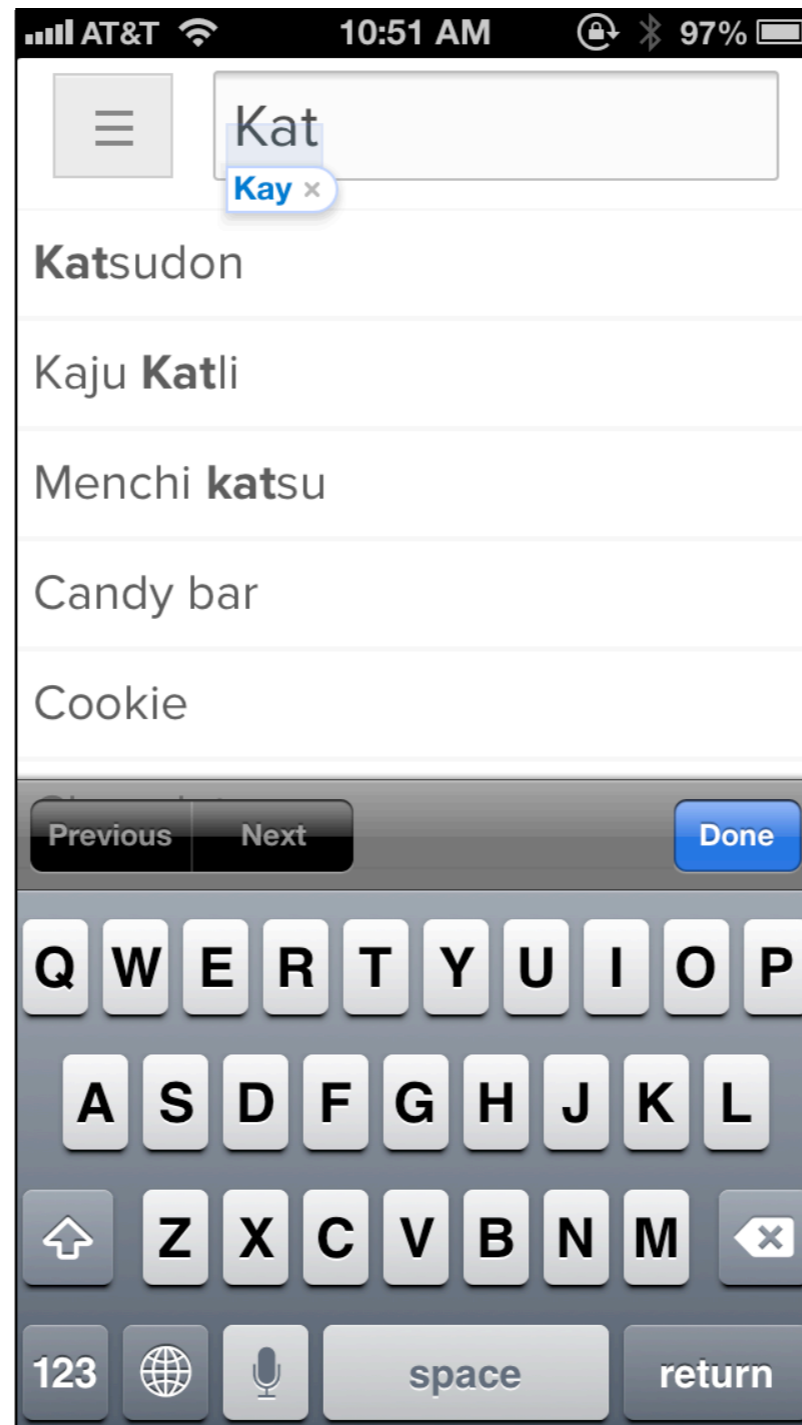 AT&T 10:51 AM 97%
Kat
Kay ×
Katsudon
Kaju Katli
Menchi katsu
Candy bar
Cookie
Previous Next Done
Q W E R T Y U I O P
A S D F G H J K L
Z X C V B N M
123 space return